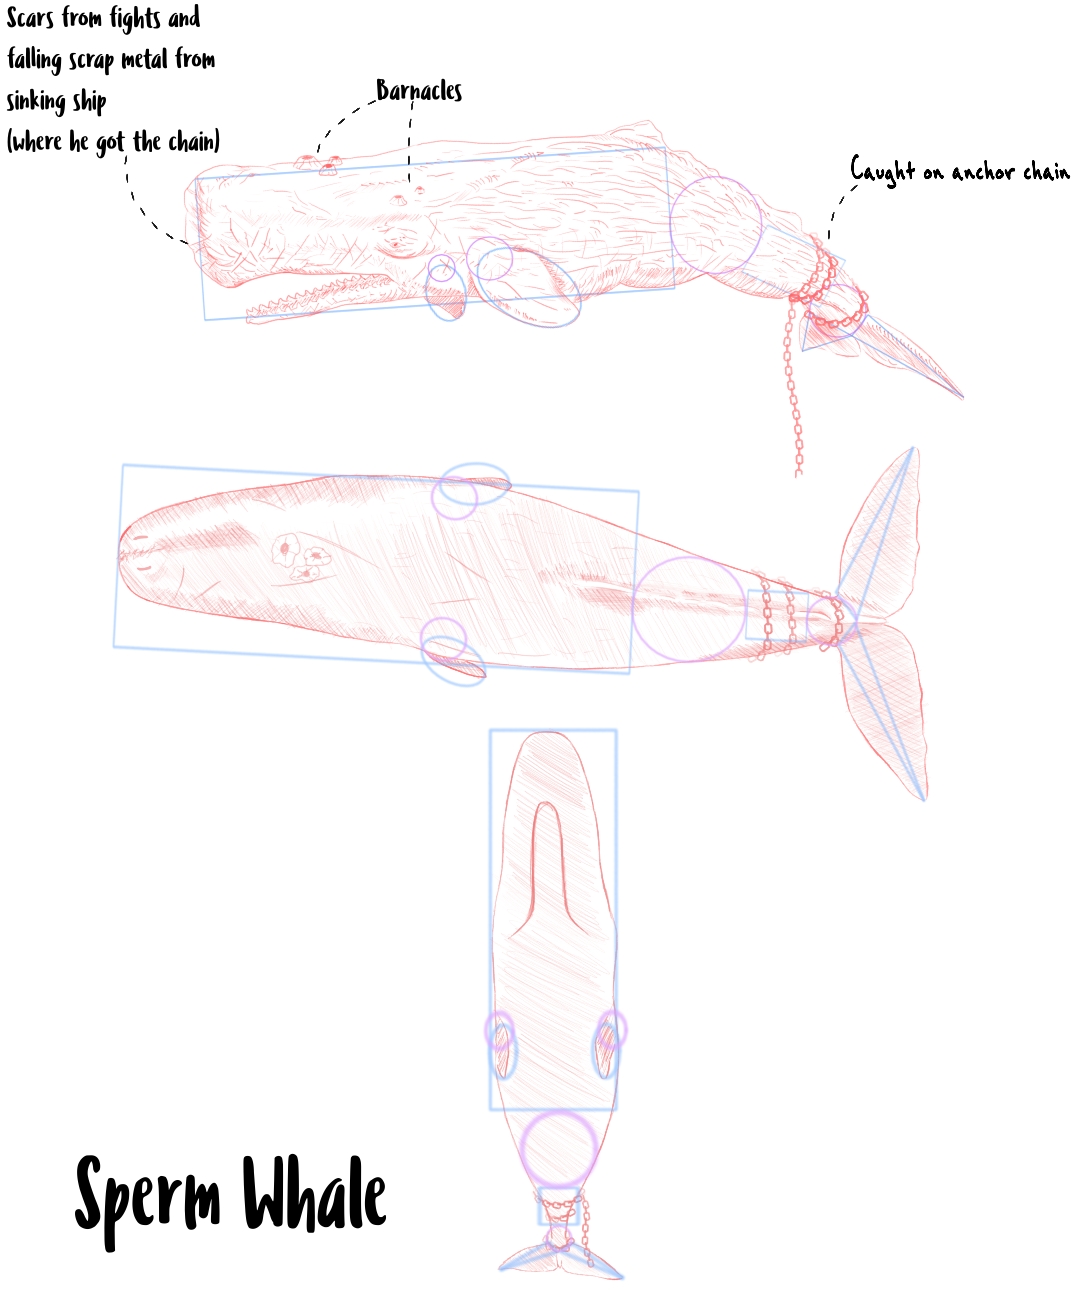 Scars from fights and
falling scrap metal from
sinking ship
(where he got the chain)
Barnacles
Caught on anchor chain
Sperm Whale